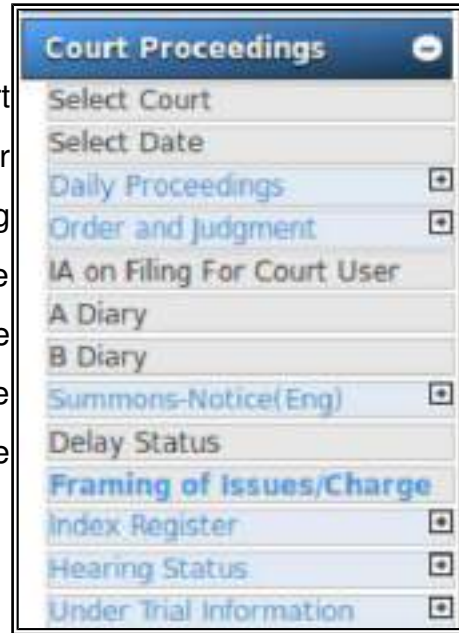 Court Proceedings
Select Court
Select Date
Daily Proceedings
Order and Judgment
IA on Filing For Court User
A Diary
B Diary
Summons-Notice(Eng)
Delay Status
Framing of Issues/Charge
Index Register
Hearing Status
Under Trial Information